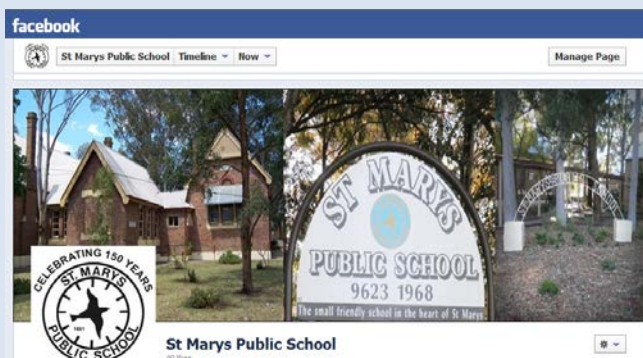 facebook
St Marys Public School Timeline Now
Manage Page
ST MARYS
PUBLIC SCHOOL
9623 1968
The small friendly school in the heart of St Marys
CELEBRATING 150 YEARS
ST. MARYS
1861
PUBLIC SCHOOL
St Marys Public School